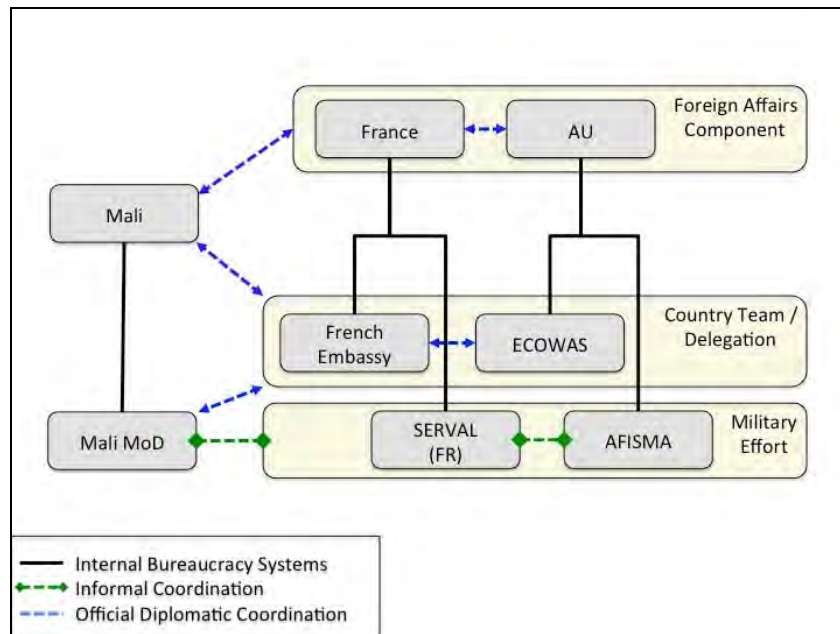 Foreign Affairs
Component
France
AU
Mali
Country Team /
Delegation
French
Embassy
ECOWAS
Military
Effort
Mali MoD
SERVAL
(FR)
AFISMA
Internal Bureaucracy Systems
Informal Coordination
Official Diplomatic Coordination